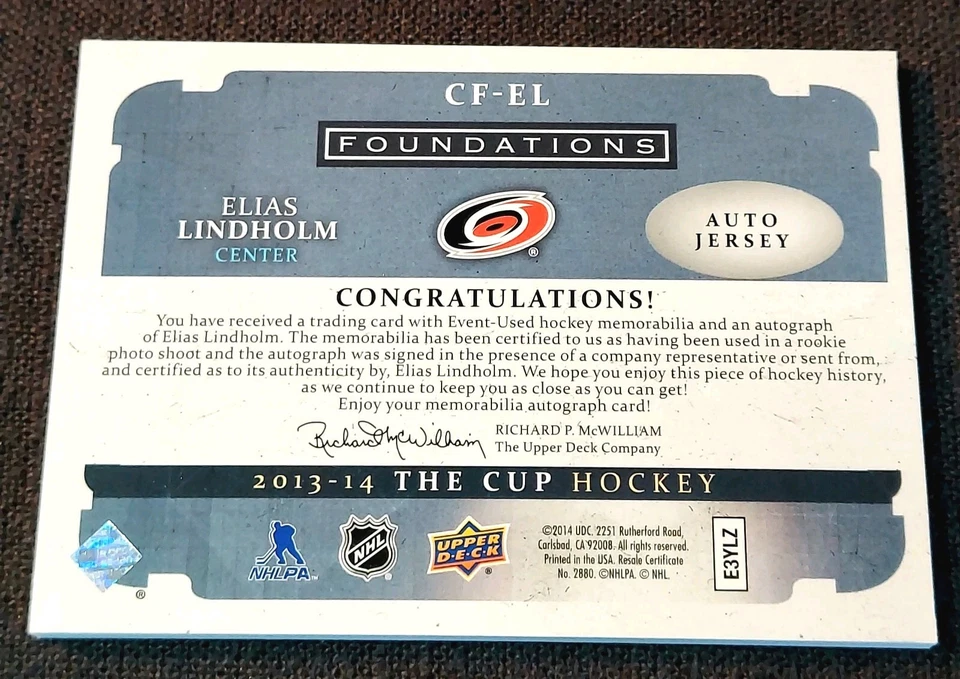 CF-EL
FOUNDATIONS
ELIAS
LINDHOLM
CENTER
®
AUTO
JERSEY
CONGRATULATIONS!
You have received a trading card with Event-Used hockey memorabilia and an autograph
of Elias Lindholm. The memorabilia has been certified to us as having been used in a rookie
photo shoot and the autograph was signed in the presence of a company representative or sent from,
and certified as to its authenticity by, Elias Lindholm. We hope you enjoy this piece of hockey history,
as we continue to keep you as close as you can get!
Enjoy your memorabilia autograph card!
Richard P. McWilliam
RICHARD P. McWILLIAM
The Upper Deck Company
2013-14 THE CUP HOCKEY
®
NHLPA™
NHL
®
UPPER
D·E·C·K
®
©2014 UDC. 2251 Rutherford Road,
Carlsbad, CA 92008. All rights reserved.
Printed in the USA. Resale Certificate
No. 2880. ©NHLPA. © NHL.
E3YLZ